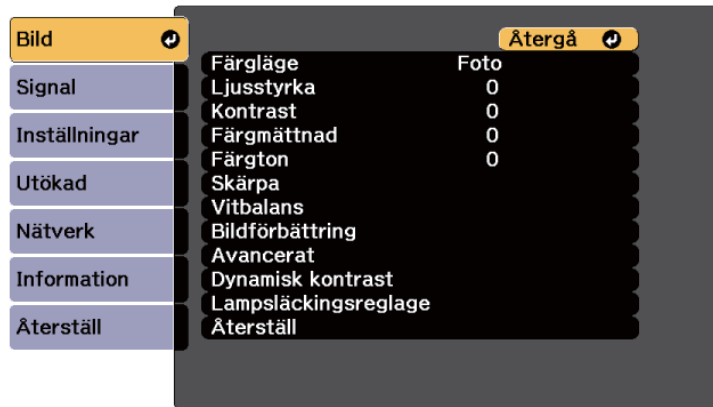 Bild
Signal
Inställningar
Utökad
Nätverk
Information
Återställ
Återgå
Färgläge Foto
Ljusstyrka 0
Kontrast 0
Färgmättnad 0
Färgton 0
Skärpa
Vitbalans
Bildförbättring
Avancerat
Dynamisk kontrast
Lampsläckingsreglage
Återställ